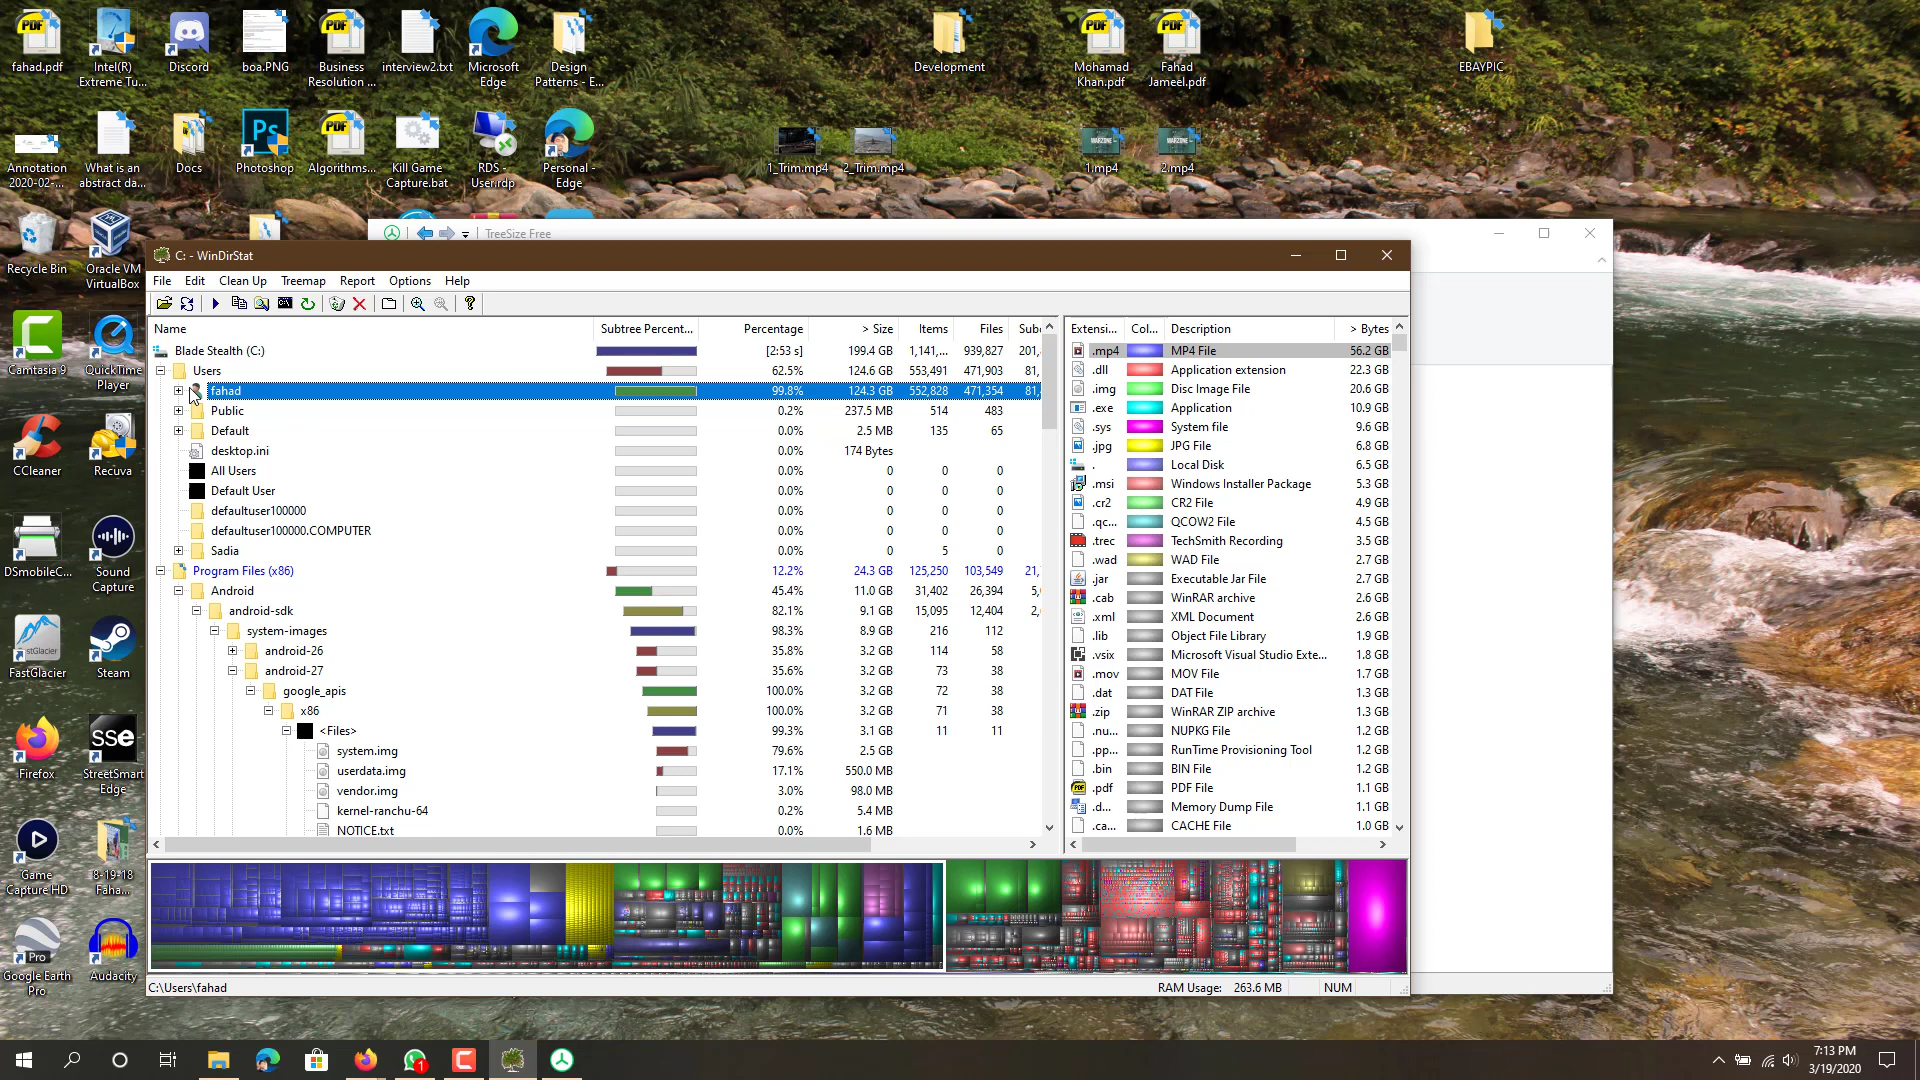 fahad.pdf
Intel(R)
Extreme Tu...
Discord
boa.PNG
Business
Resolution ...
interview2.txt
Microsoft
Edge
Design
Patterns - E...
Development
Mohamad
Khan.pdf
Fahad
Jameel.pdf
EBAYPIC
Annotation
2020-02-...
What is an
abstract da...
Docs
Photoshop
Algorithms...
Kill Game
Capture.bat
RDS -
User.rdp
Personal -
Edge
1_Trim.mp4
2_Trim.mp4
1.mp4
2.mp4
Recycle Bin
Oracle VM
VirtualBox
Camtasia 9
QuickTime
Player
CCleaner
Recuva
DSmobileC...
Sound
Capture
FastGlacier
Steam
Firefox
StreetSmart
Edge
Game
Capture HD
8-19-18
Faha...
Google Earth
Pro
Audacity
TreeSize Free
C: - WinDirStat
File Edit Clean Up Treemap Report Options Help
Name Subtree Percent... Percentage > Size Items Files Subd
Blade Stealth (C:) [2:53 s] 199.4 GB 1,141,... 939,827 201,
Users 62.5% 124.6 GB 553,491 471,903 81,
fahad 99.8% 124.3 GB 552,828 471,354 81,
Public 0.2% 237.5 MB 514 483
Default 0.0% 2.5 MB 135 65
desktop.ini 0.0% 174 Bytes
All Users 0.0% 0 0 0
Default User 0.0% 0 0 0
defaultuser100000 0.0% 0 0 0
defaultuser100000.COMPUTER 0.0% 0 0 0
Sadia 0.0% 0 5 0
Program Files (x86) 12.2% 24.3 GB 125,250 103,549 21,
Android 45.4% 11.0 GB 31,402 26,394 5,
android-sdk 82.1% 9.1 GB 15,095 12,404 2,
system-images 98.3% 8.9 GB 216 112
android-26 35.8% 3.2 GB 114 58
android-27 35.6% 3.2 GB 73 38
google_apis 100.0% 3.2 GB 72 38
x86 100.0% 3.2 GB 71 38
<Files> 99.3% 3.1 GB 11 11
system.img 79.6% 2.5 GB
userdata.img 17.1% 550.0 MB
vendor.img 3.0% 98.0 MB
kernel-ranchu-64 0.2% 5.4 MB
NOTICE.txt 0.0% 1.6 MB
Extensi... Col... Description > Bytes
.mp4 MP4 File 56.2 GB
.dll Application extension 22.3 GB
.img Disc Image File 20.6 GB
.exe Application 10.9 GB
.sys System file 9.6 GB
.jpg JPG File 6.8 GB
. Local Disk 6.5 GB
.msi Windows Installer Package 5.3 GB
.cr2 CR2 File 4.9 GB
.qc... QCOW2 File 4.5 GB
.trec TechSmith Recording 3.5 GB
.wad WAD File 2.7 GB
.jar Executable Jar File 2.7 GB
.cab WinRAR archive 2.6 GB
.xml XML Document 2.6 GB
.lib Object File Library 1.9 GB
.vsix Microsoft Visual Studio Exte... 1.8 GB
.mov MOV File 1.7 GB
.dat DAT File 1.3 GB
.zip WinRAR ZIP archive 1.3 GB
.nu... NUPKG File 1.2 GB
.pp... RunTime Provisioning Tool 1.2 GB
.bin BIN File 1.2 GB
.pdf PDF File 1.1 GB
.d... Memory Dump File 1.1 GB
.ca... CACHE File 1.0 GB
C:\Users\fahad RAM Usage: 263.6 MB NUM
7:13 PM
3/19/2020